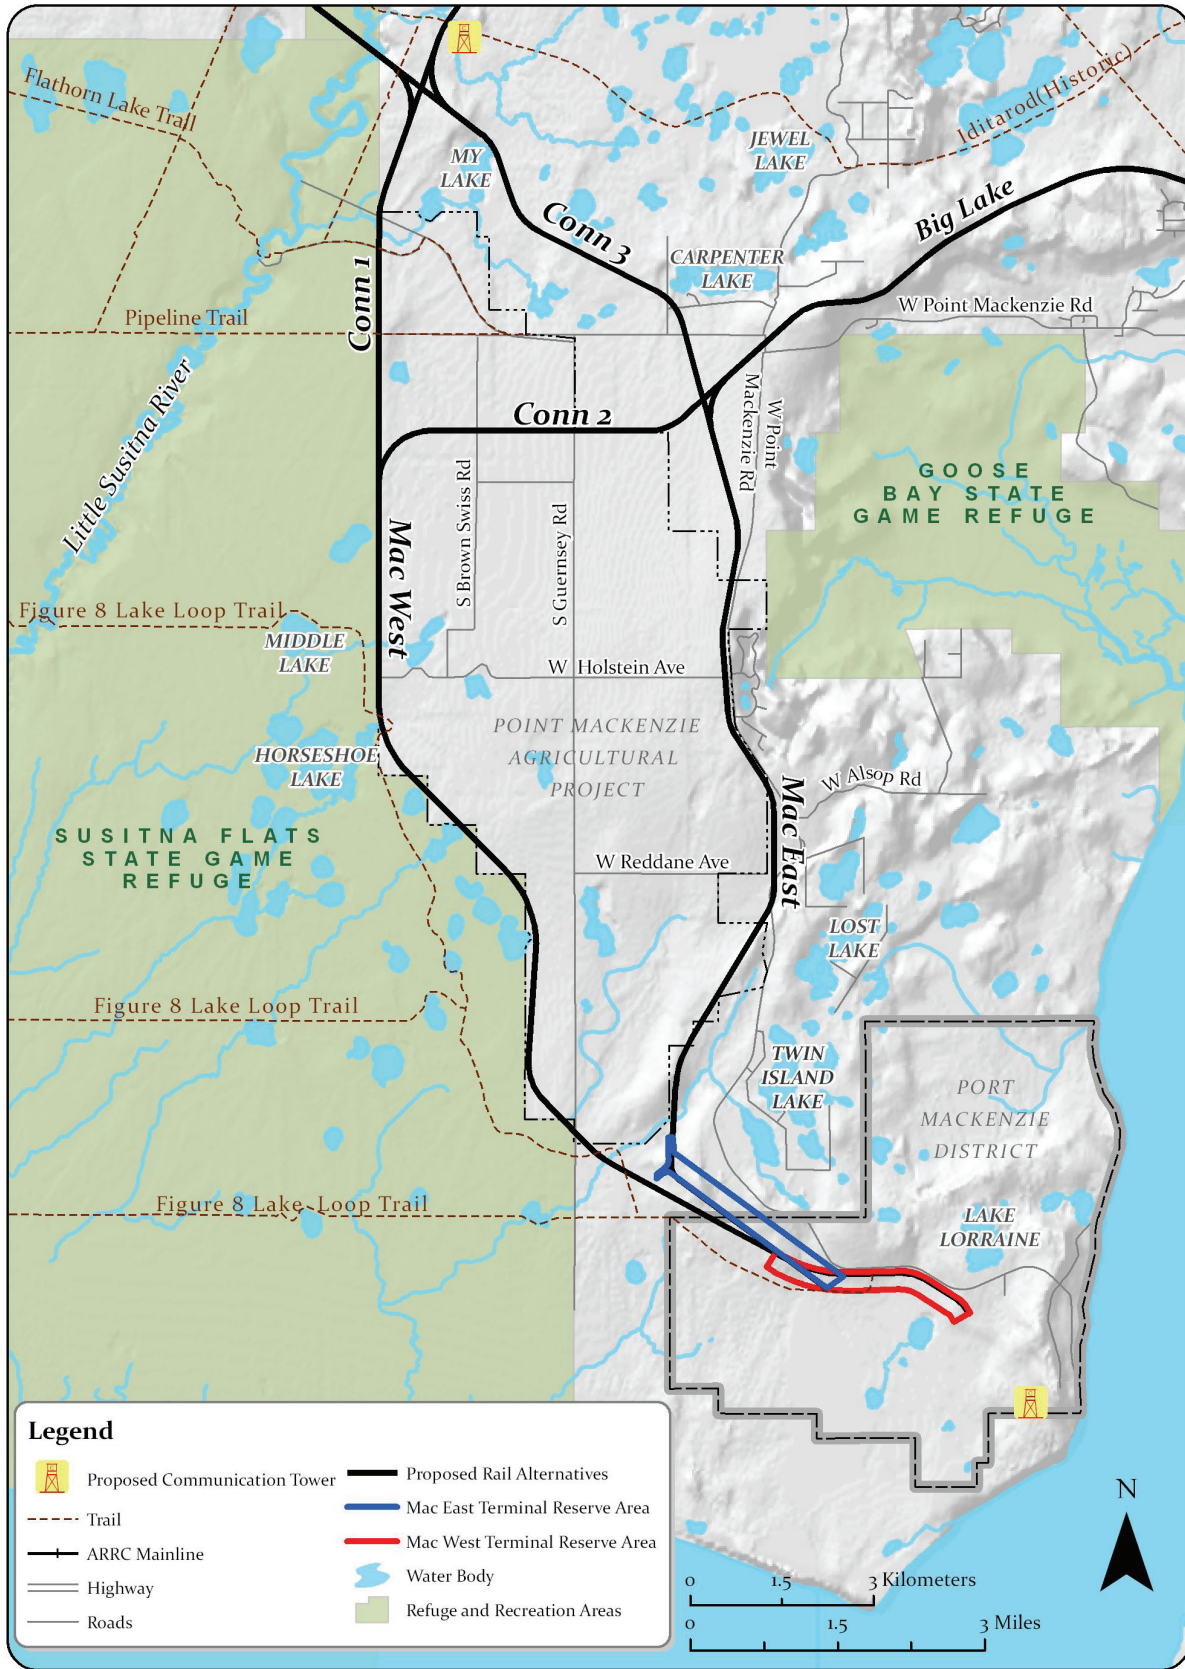 Flathorn Lake Trail
Iditarod(Historic)
JEWEL
LAKE
MY
LAKE
Conn 3
Big Lake
CARPENTER
LAKE
Conn 1
W Point Mackenzie Rd
Pipeline Trail
Little Susitna River
Conn 2
W Point
Mackenzie Rd
GOOSE
BAY STATE
GAME REFUGE
S Brown Swiss Rd
S Guernsey Rd
Mac West
Figure 8 Lake Loop Trail
MIDDLE
LAKE
W Holstein Ave
POINT MACKENZIE
AGRICULTURAL
PROJECT
HORSESHOE
LAKE
W Alsop Rd
Mac East
SUSITNA FLATS
STATE GAME
REFUGE
W Reddane Ave
LOST
LAKE
Figure 8 Lake Loop Trail
TWIN
ISLAND
LAKE
PORT
MACKENZIE
DISTRICT
Figure 8 Lake Loop Trail
LAKE
LORRAINE
Legend
Proposed Communication Tower
Trail
ARRC Mainline
Highway
Roads
Proposed Rail Alternatives
Mac East Terminal Reserve Area
Mac West Terminal Reserve Area
Water Body
Refuge and Recreation Areas
N
0 1.5 3 Kilometers
0 1.5 3 Miles